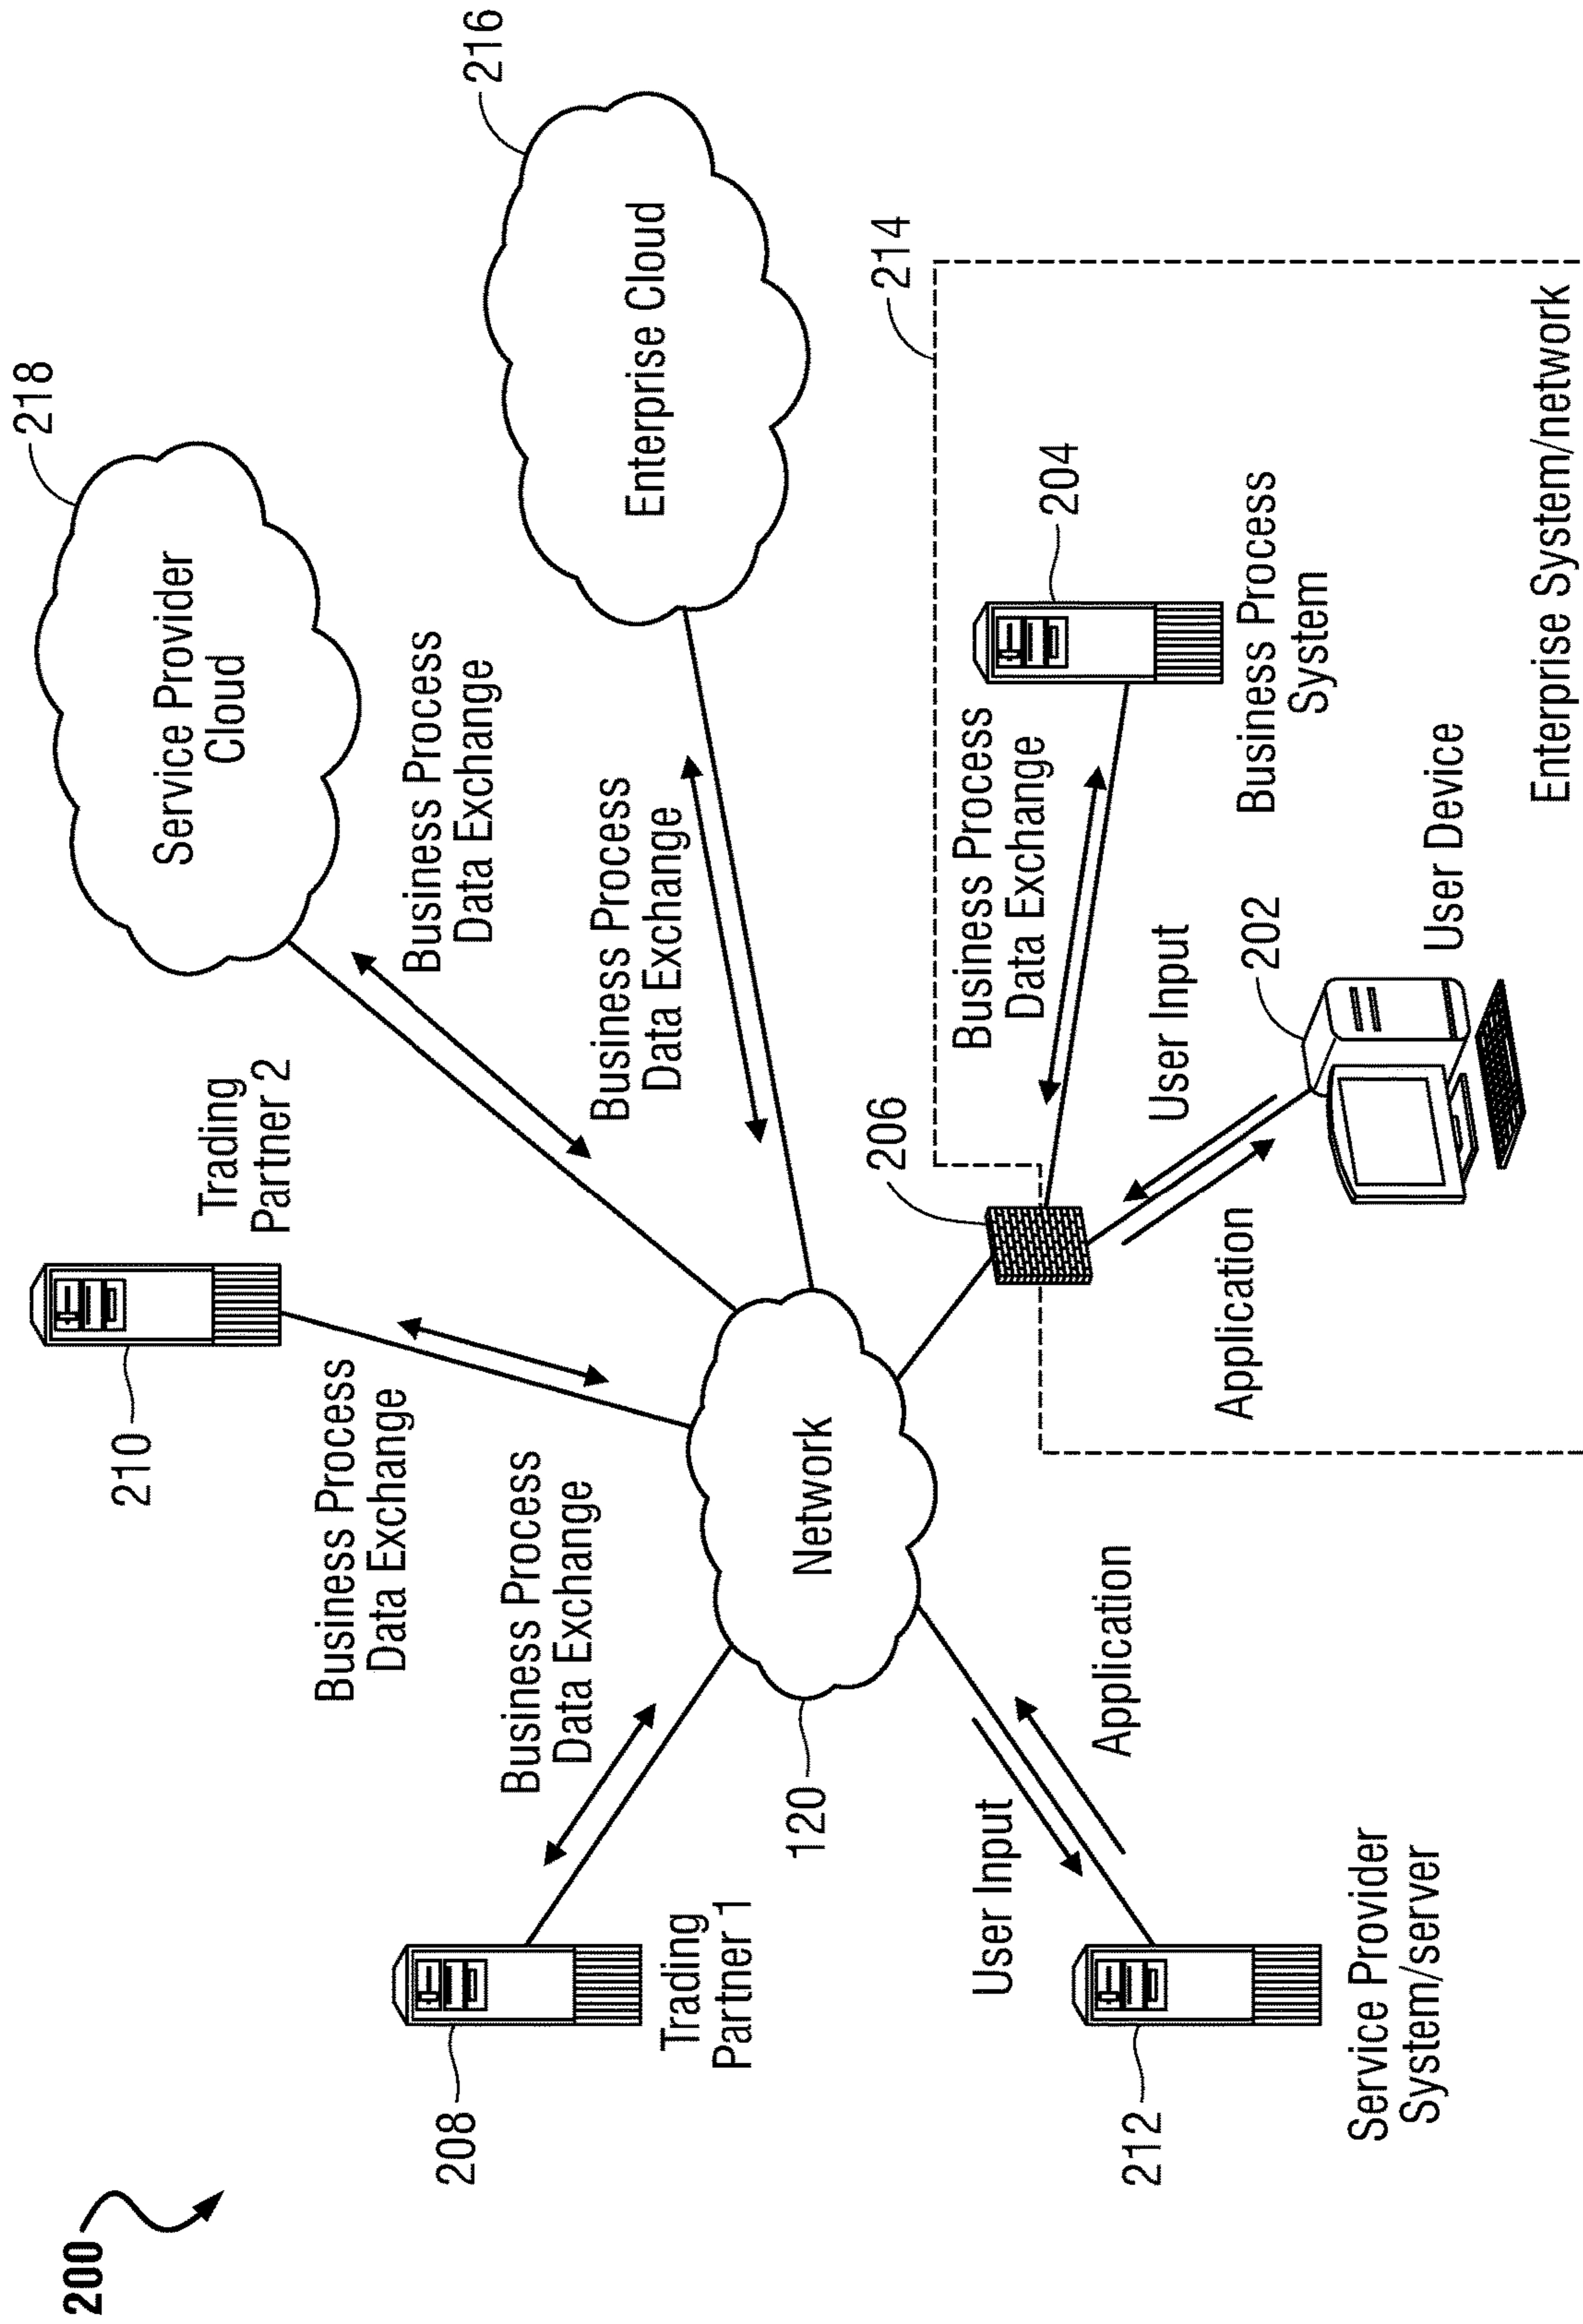 200
218
Service Provider
Cloud
216
Enterprise Cloud
Trading
Partner 2
210
Business Process
Data Exchange
Business Process
Data Exchange
Business Process
Data Exchange
Business Process
Data Exchange
208
Trading
Partner 1
Network
120
206
214
Business Process
Data Exchange
204
Business Process
System
User Input
Application
202
User Device
Enterprise System/network
User Input
Application
212
Service Provider
System/server